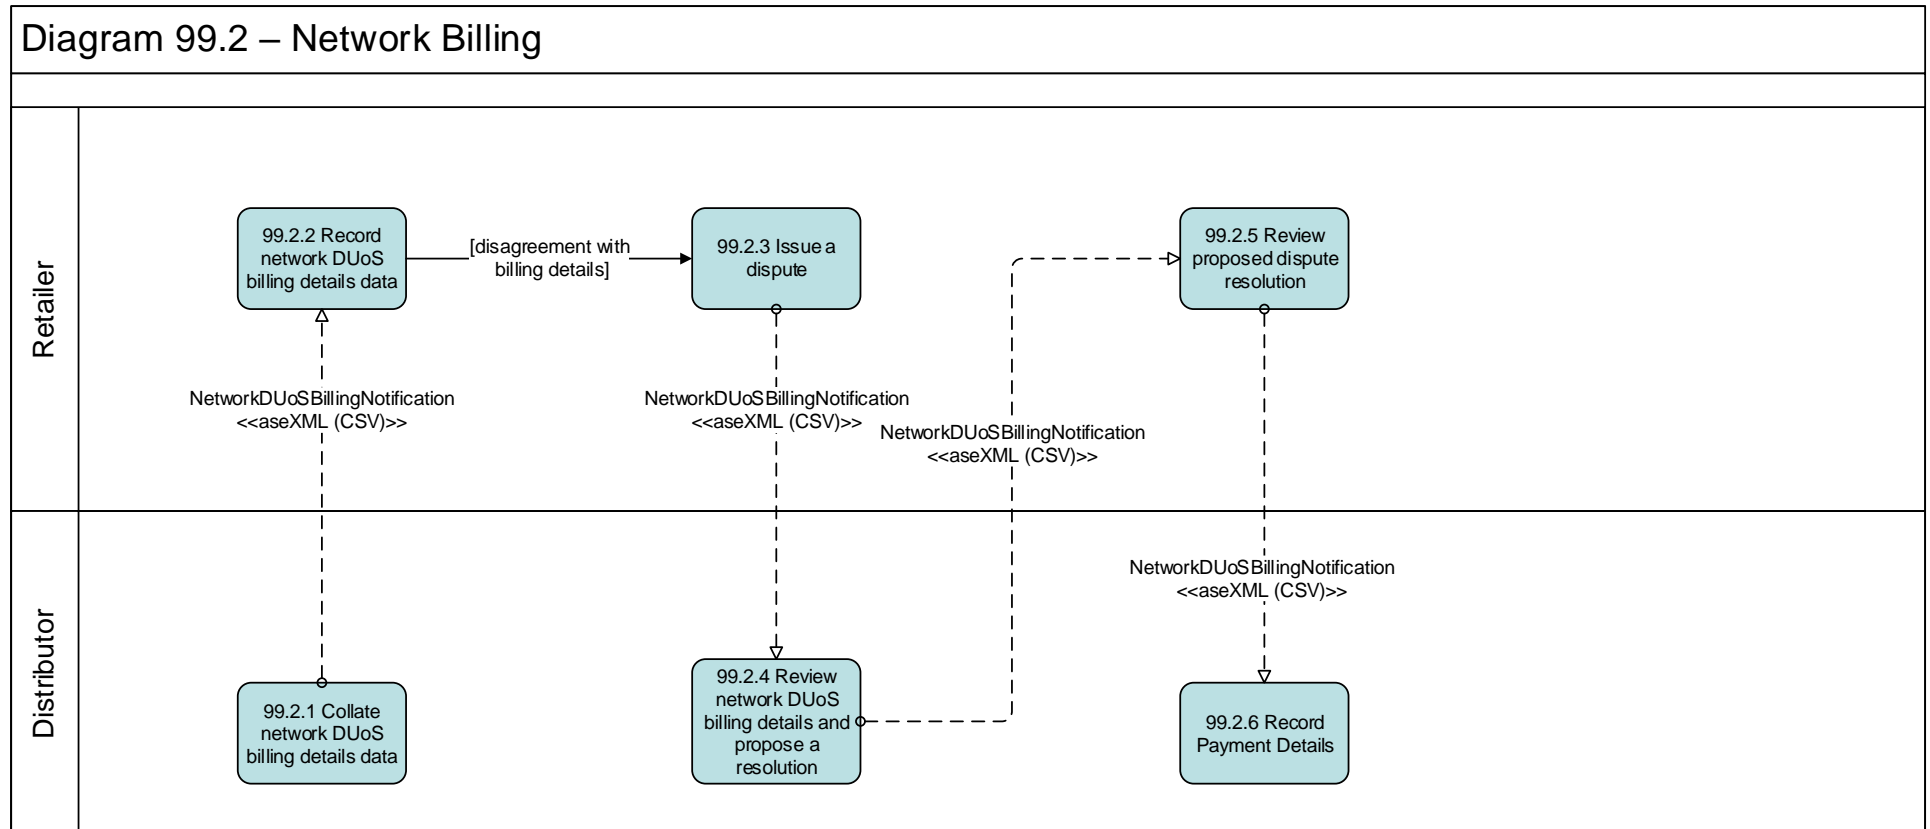 Diagram 99.2 – Network Billing
Retailer
99.2.2 Record
network DUoS
billing details data
[disagreement with
billing details]
99.2.3 Issue a
dispute
99.2.5 Review
proposed dispute
resolution
NetworkDUoSBillingNotification
<<aseXML (CSV)>>
NetworkDUoSBillingNotification
<<aseXML (CSV)>>
NetworkDUoSBillingNotification
<<aseXML (CSV)>>
NetworkDUoSBillingNotification
<<aseXML (CSV)>>
Distributor
99.2.1 Collate
network DUoS
billing details data
99.2.4 Review
network DUoS
billing details and
propose a
resolution
99.2.6 Record
Payment Details